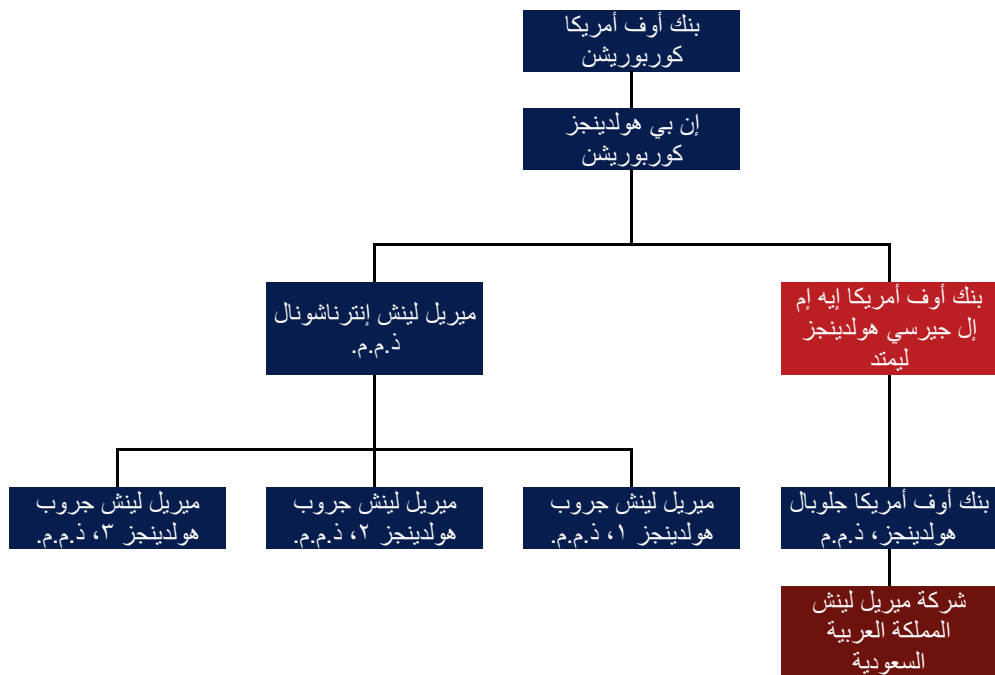 بنك أوف أمريكا
كوربوريشن
إن بي هولدينجز
كوربوريشن
بنك أوف أمريكا إيه إم
إل جيرسي هولدينجز
ليمتد
ميريل لينش إنترناشونال
ذ.م.م.
بنك أوف أمريكا جلوبال
هولدينجز، ذ.م.م
ميريل لينش جروب
هولدينجز ١، ذ.م.م.
ميريل لينش جروب
هولدينجز ٢، ذ.م.م.
ميريل لينش جروب
هولدينجز ٣، ذ.م.م.
شركة ميريل لينش
المملكة العربية
السعودية